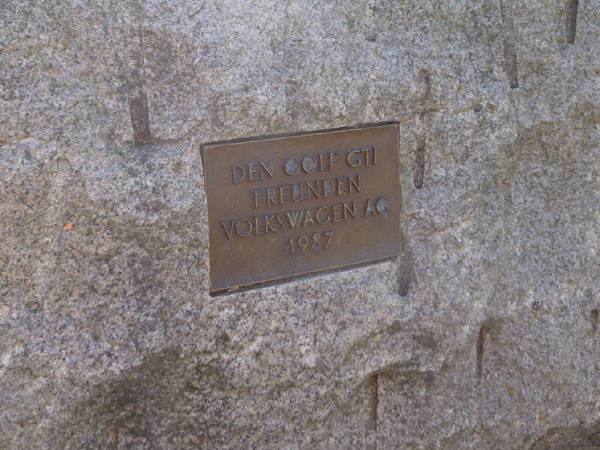 DEN GOLF GTI
FREUNDEN
VOLKSWAGEN AG
1987